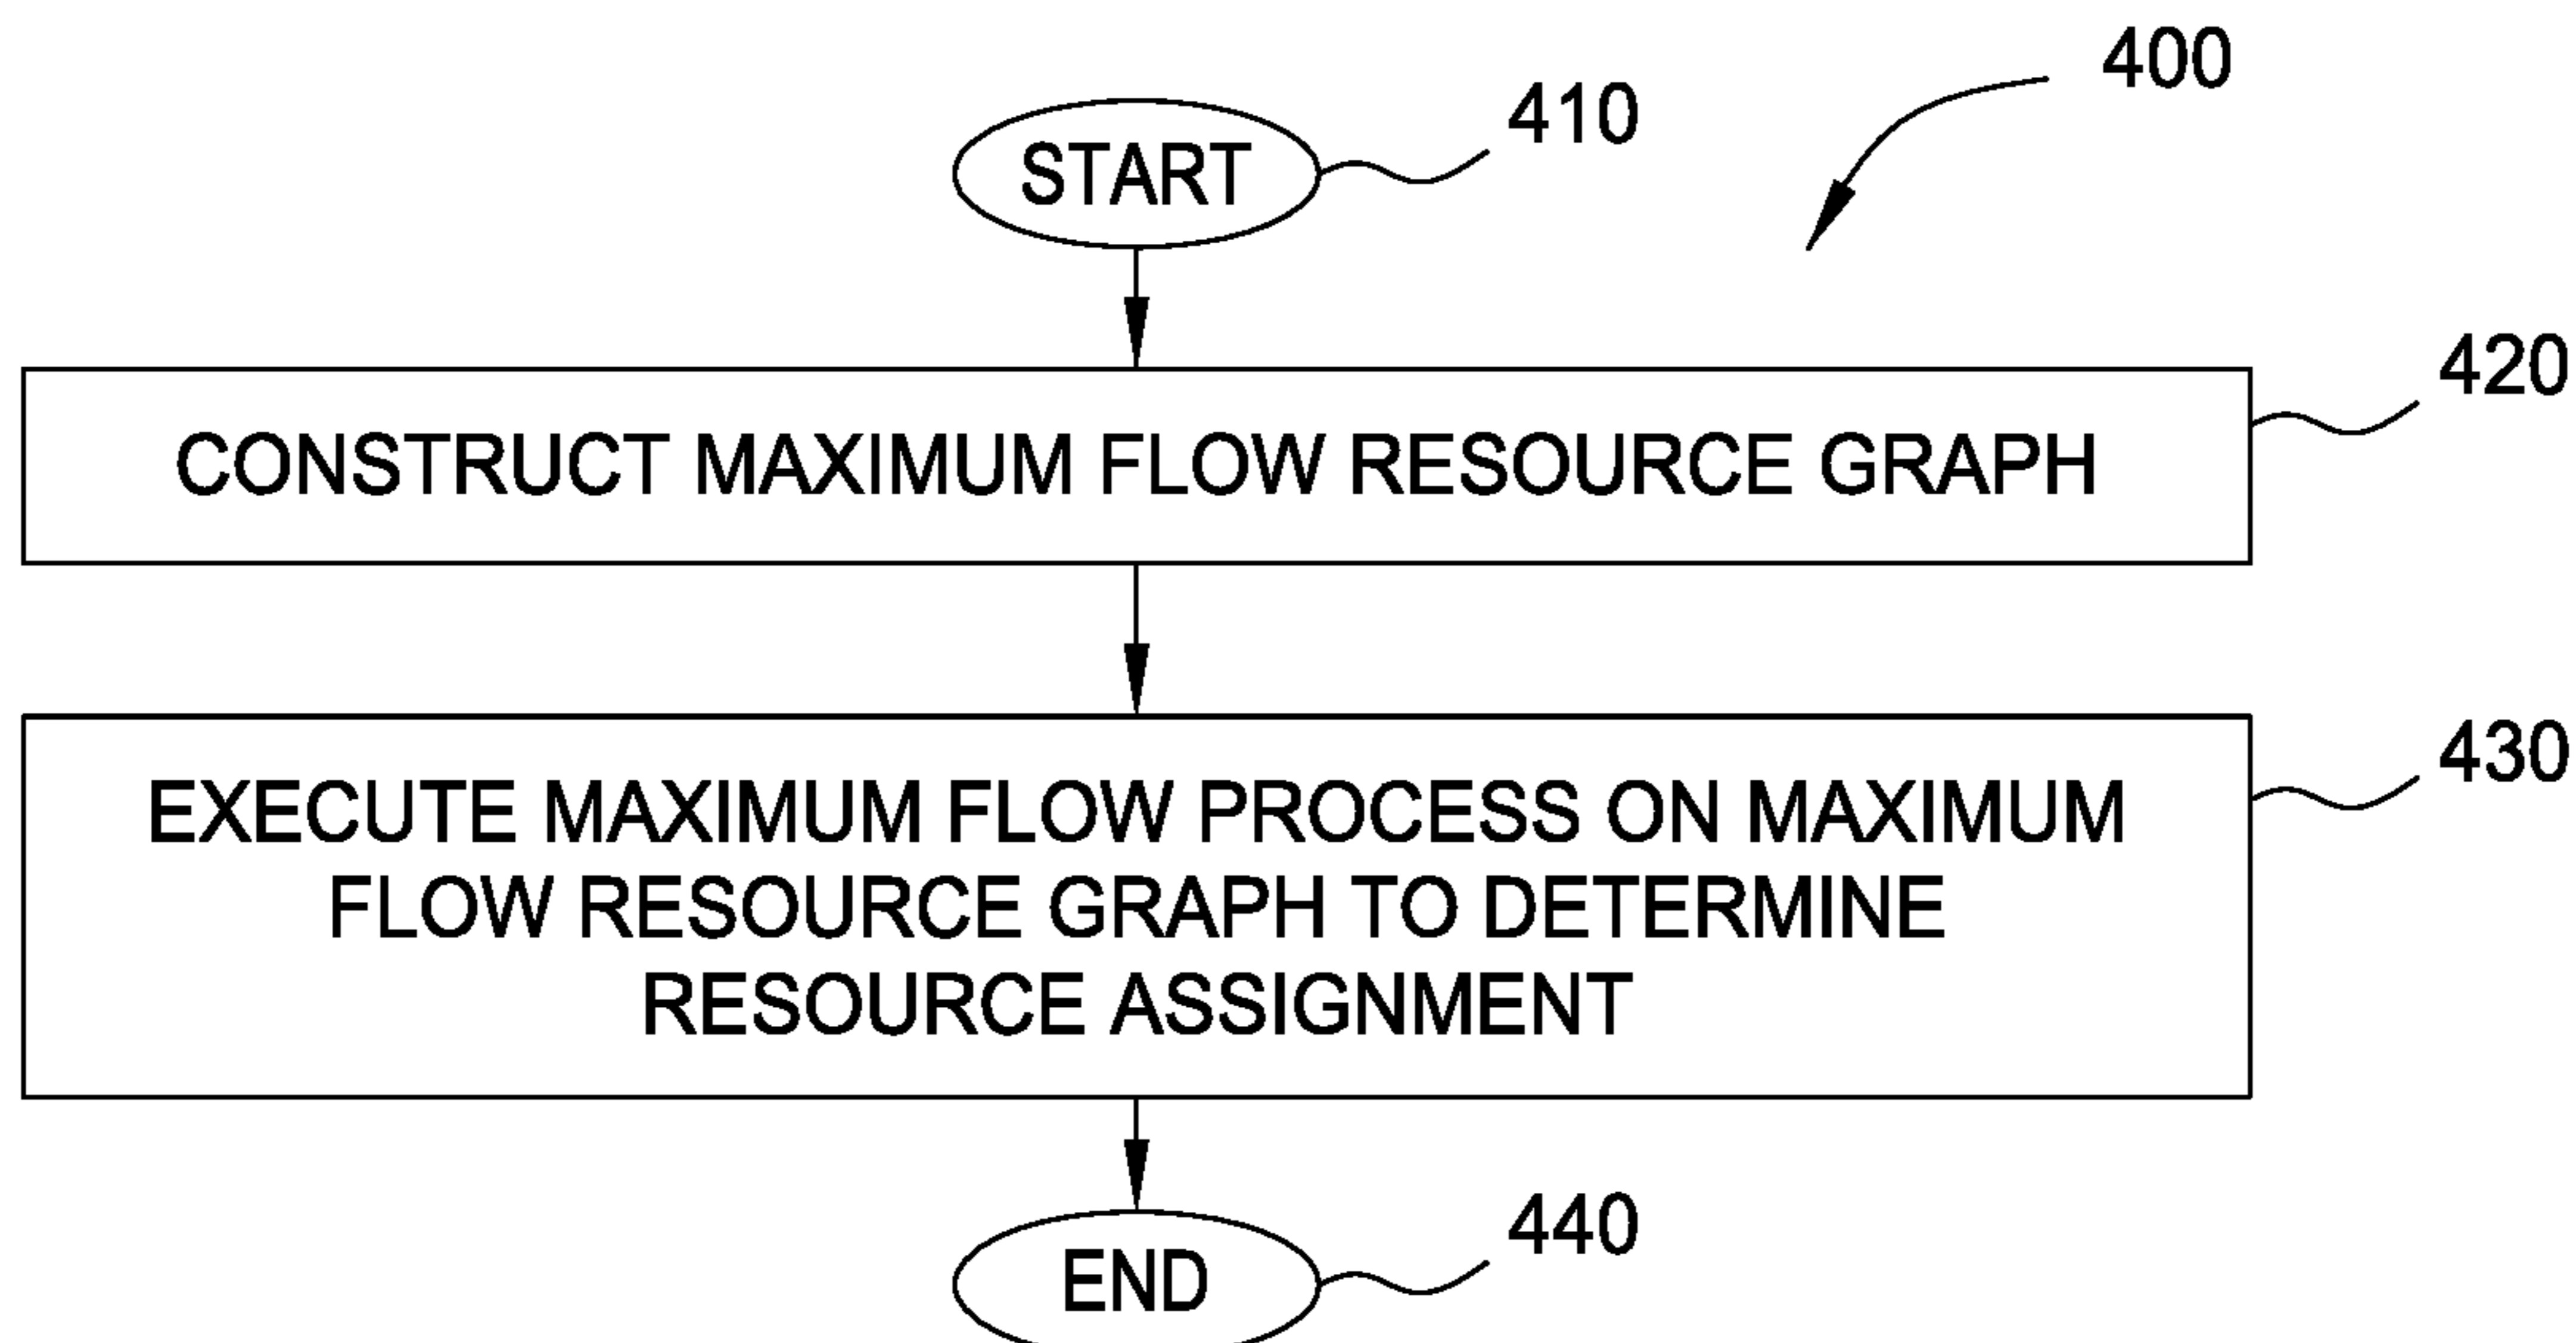 400
410
START
420
CONSTRUCT MAXIMUM FLOW RESOURCE GRAPH
430
EXECUTE MAXIMUM FLOW PROCESS ON MAXIMUM
FLOW RESOURCE GRAPH TO DETERMINE
RESOURCE ASSIGNMENT
440
END